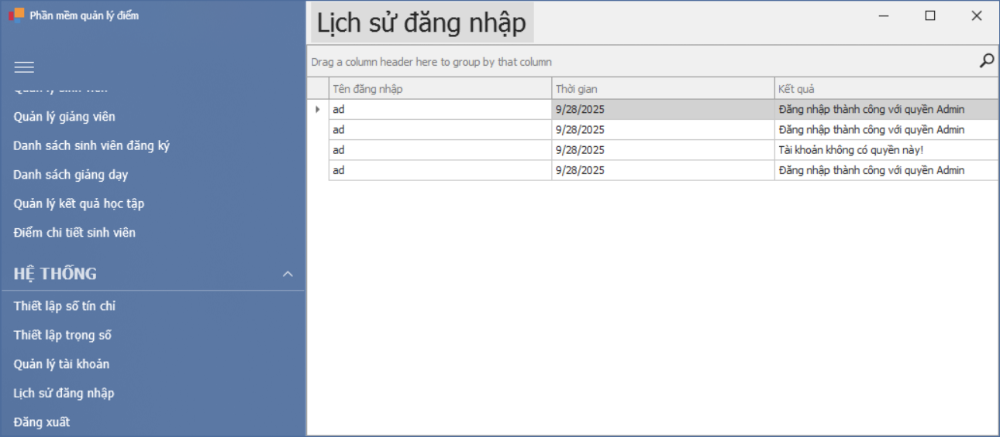 Phần mềm quản lý điểm
Quản lý giảng viên
Danh sách sinh viên đăng ký
Danh sách giảng dạy
Quản lý kết quả học tập
Điểm chi tiết sinh viên
HỆ THỐNG
Thiết lập số tín chỉ
Thiết lập trọng số
Quản lý tài khoản
Lịch sử đăng nhập
Đăng xuất
Lịch sử đăng nhập
Drag a column header here to group by that column
Tên đăng nhập Thời gian Kết quả
ad 9/28/2025 Đăng nhập thành công với quyền Admin
ad 9/28/2025 Đăng nhập thành công với quyền Admin
ad 9/28/2025 Tài khoản không có quyền này!
ad 9/28/2025 Đăng nhập thành công với quyền Admin